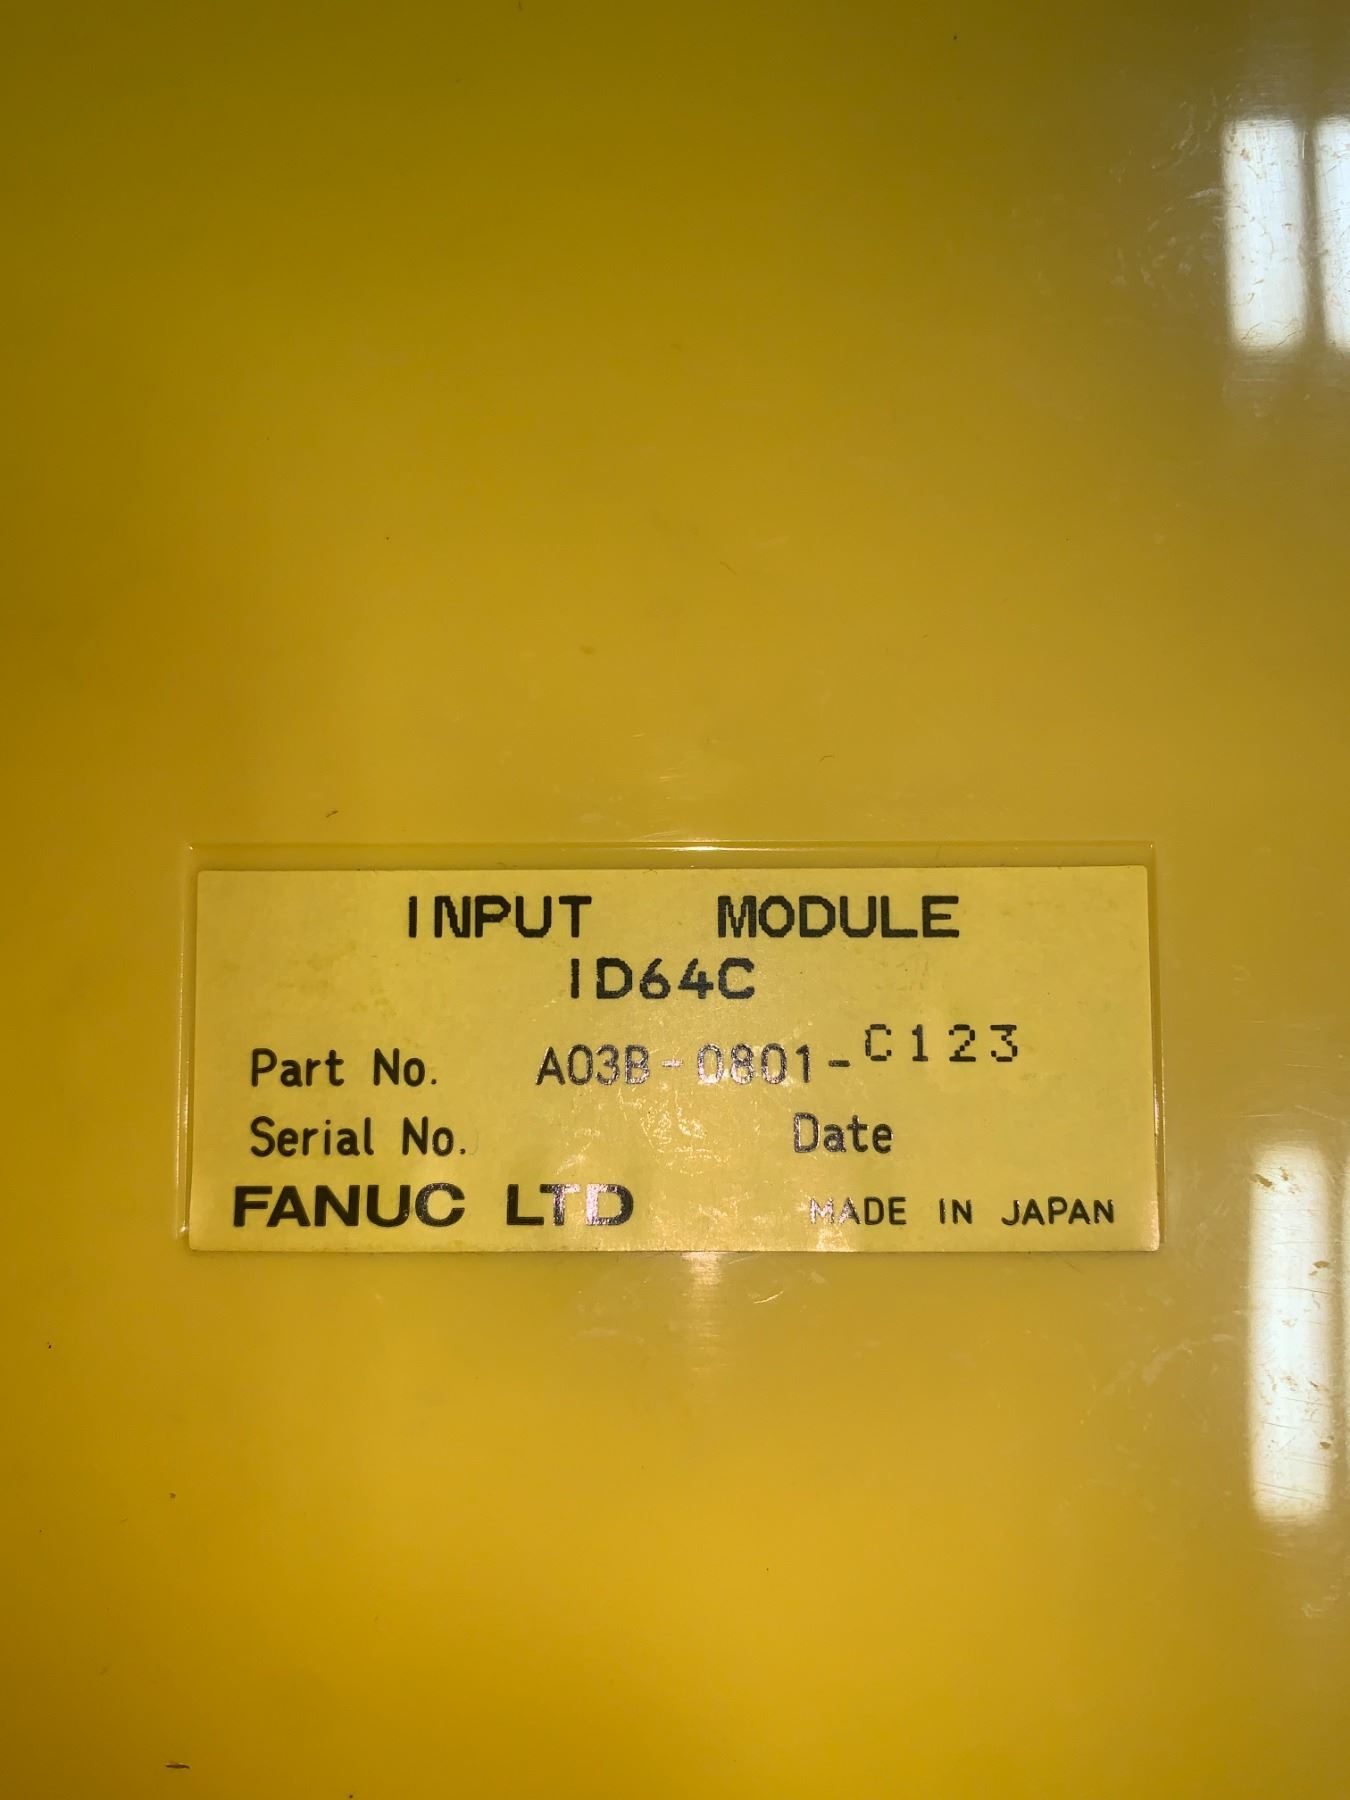 INPUT MODULE
ID64C
Part No. A03B-0801-C123
Serial No. Date
FANUC LTD MADE IN JAPAN